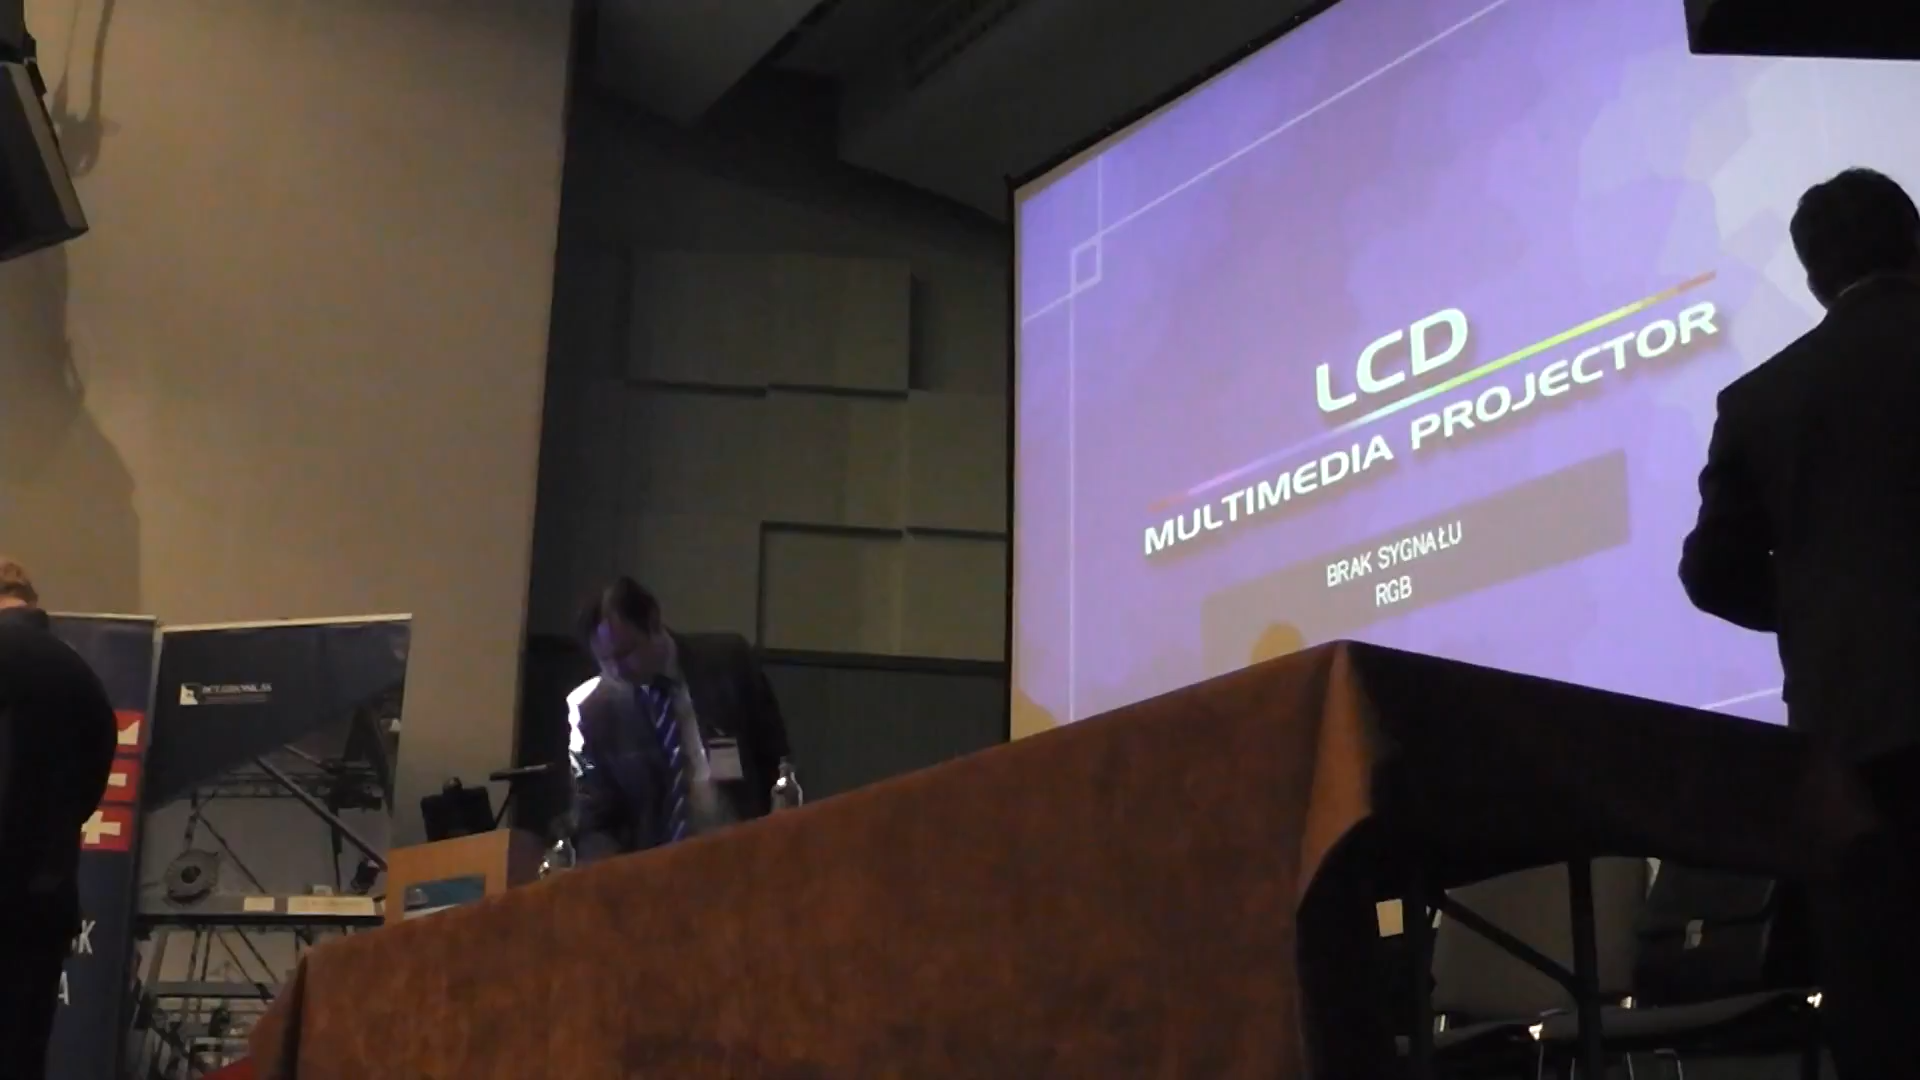 LCD
MULTIMEDIA PROJECTOR
BRAK SYGNAŁU
RGB
K
A